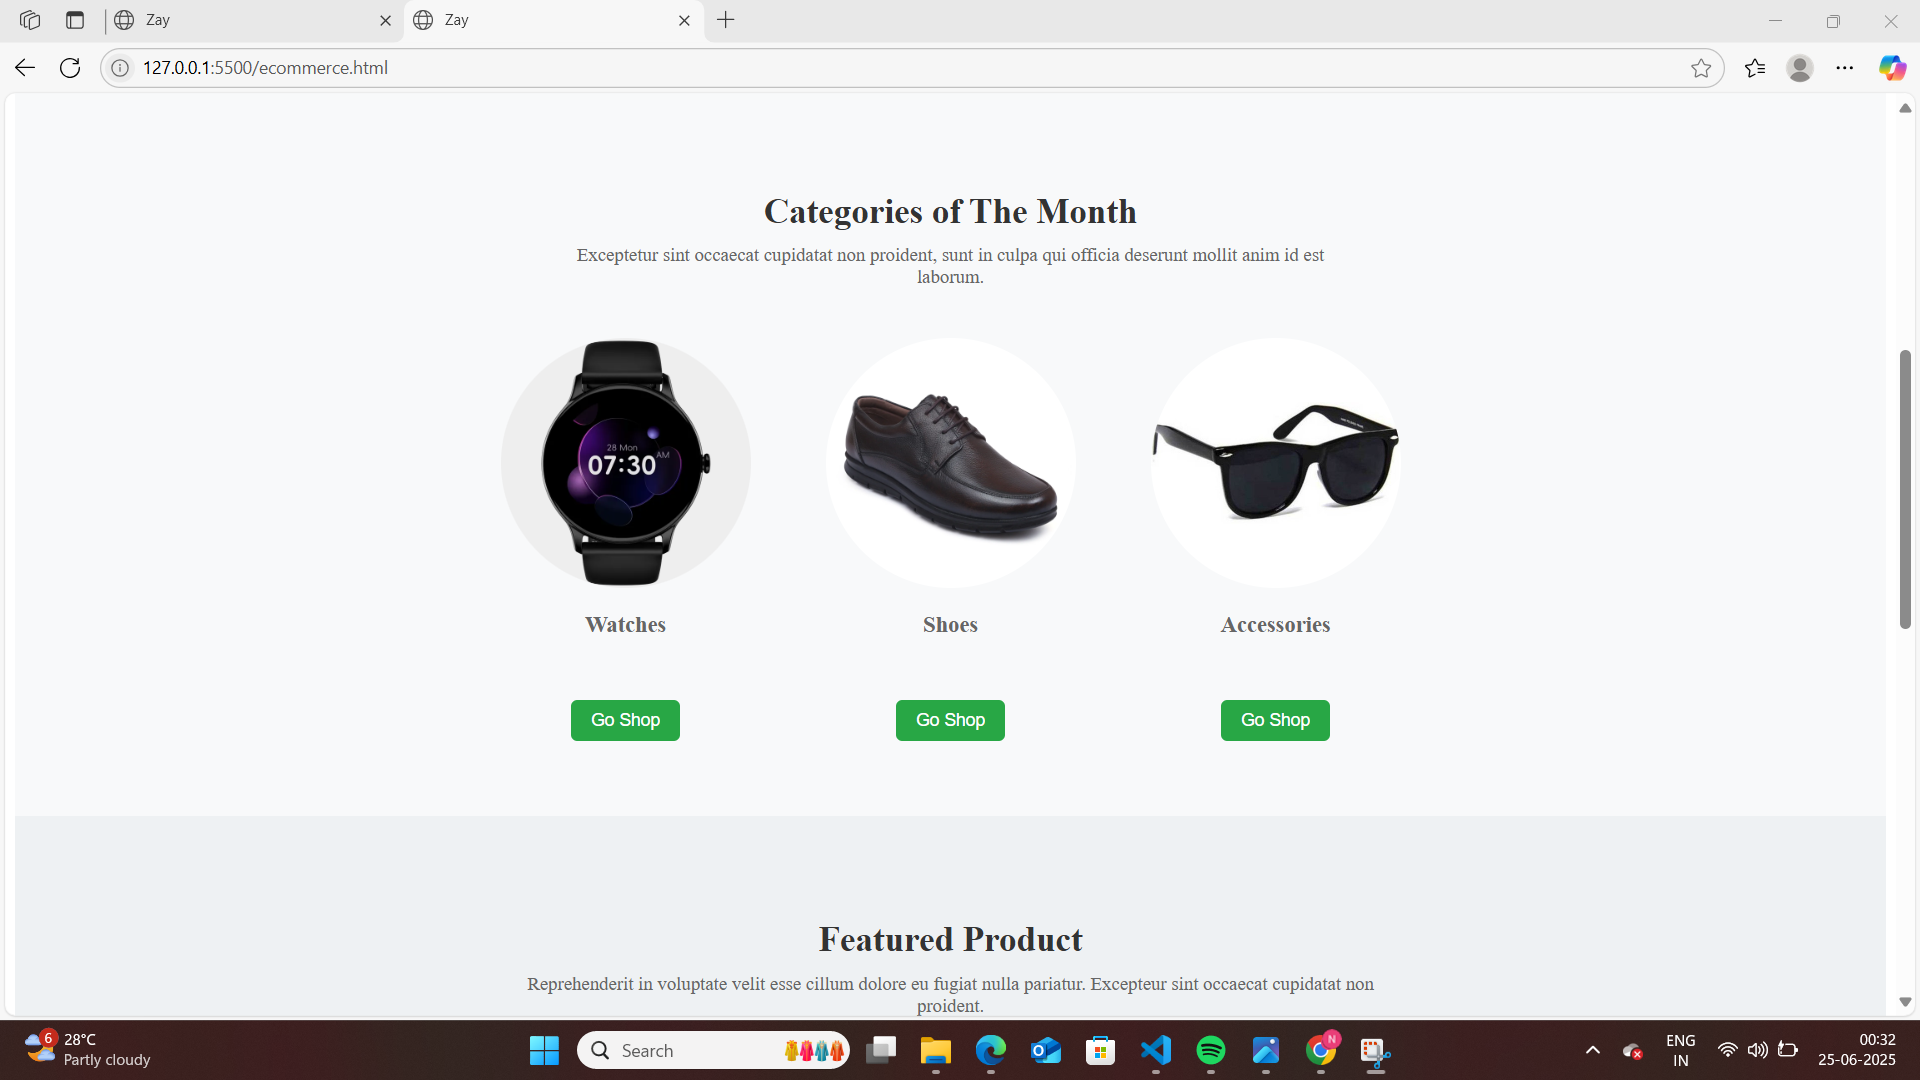 Zay
Zay
127.0.0.1:5500/ecommerce.html
Categories of The Month
Exceptetur sint occaecat cupidatat non proident, sunt in culpa qui officia deserunt mollit anim id est
laborum.
28 Mon
07:30 AM
Watches
Shoes
Accessories
Go Shop
Go Shop
Go Shop
Featured Product
Reprehenderit in voluptate velit esse cillum dolore eu fugiat nulla pariatur. Excepteur sint occaecat cupidatat non
proident.
6
28°C
Partly cloudy
Search
N
ENG
IN
00:32
25-06-2025